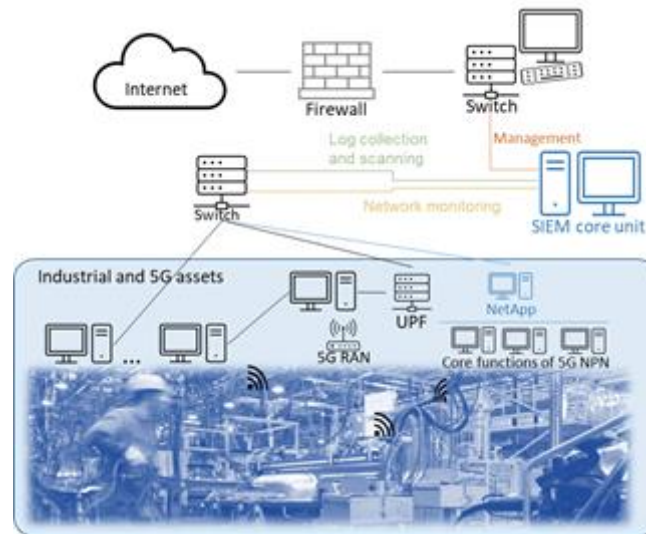 Internet
Firewall
Switch
Log collection
and scanning
Management
Switch
Network monitoring
SIEM core unit
Industrial and 5G assets
NetApp
UPF
...
5G RAN
Core functions of 5G NPN